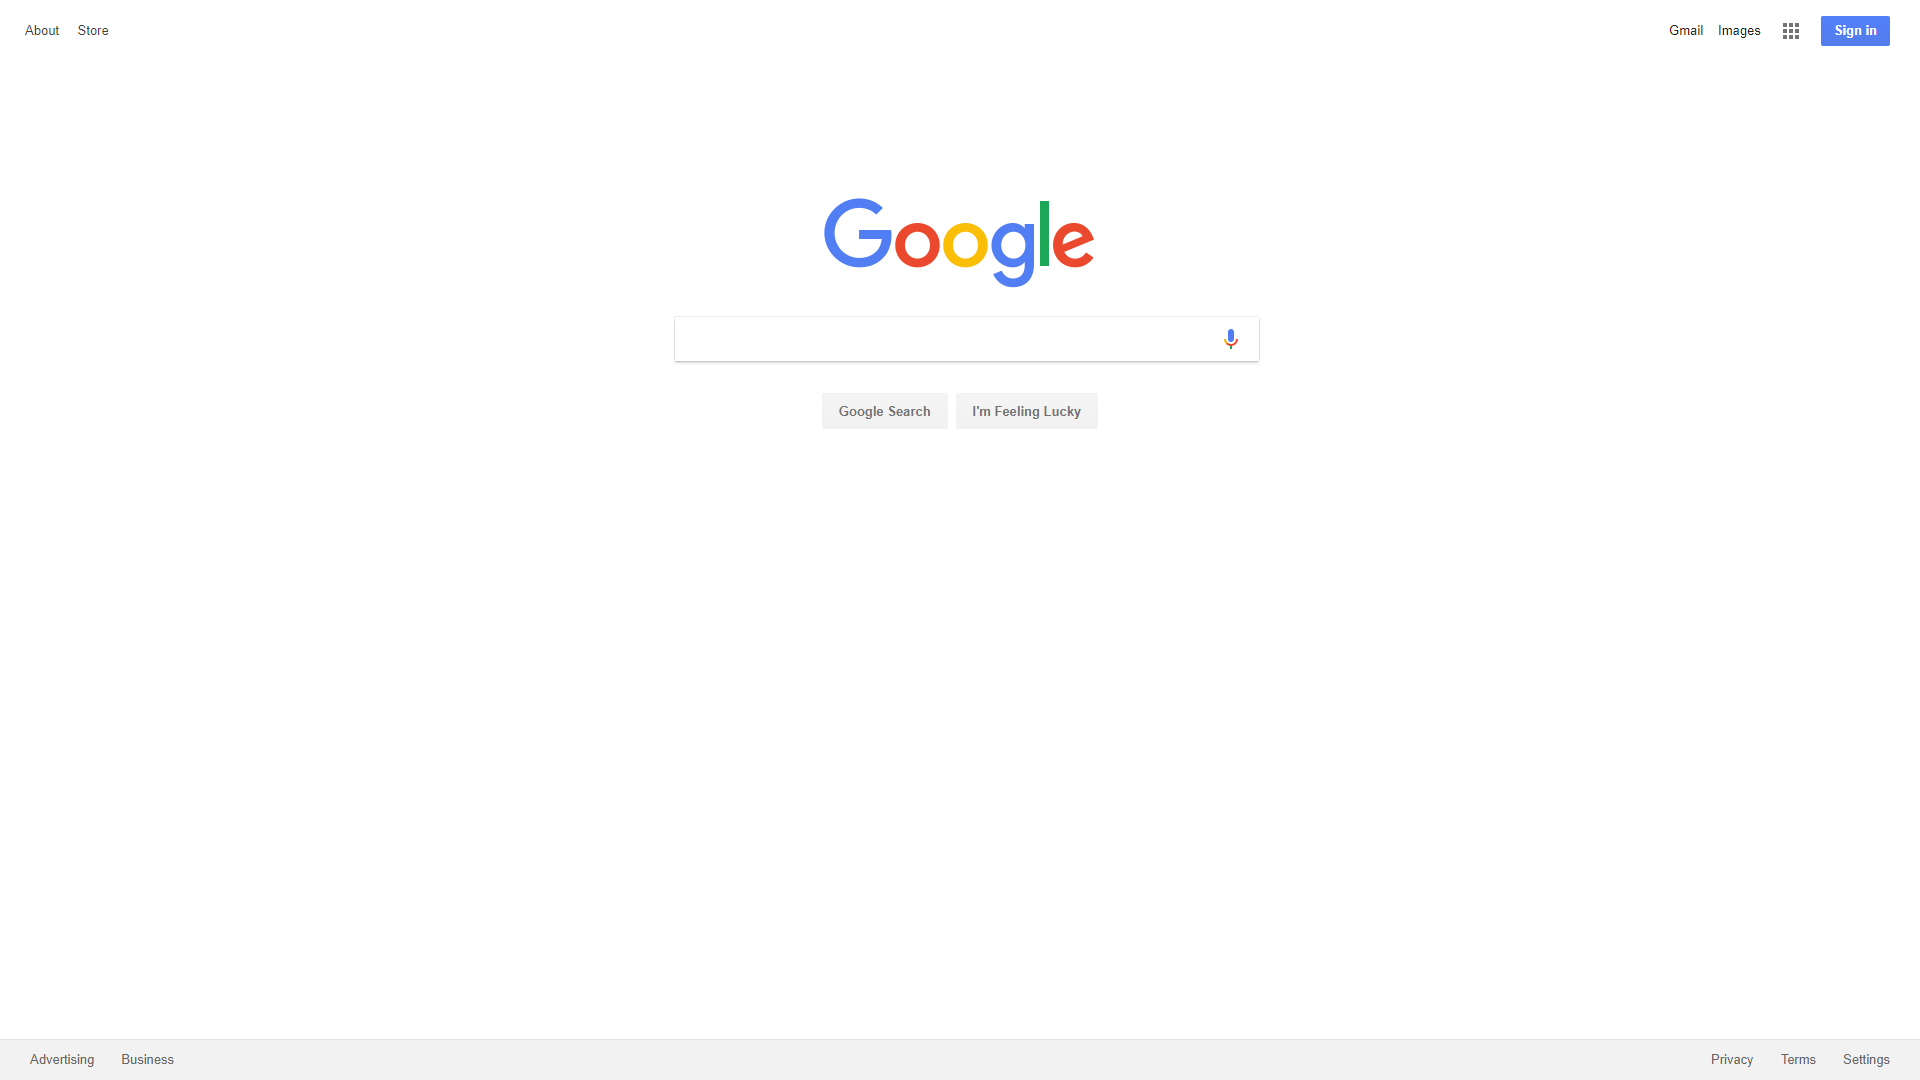 About Store Gmail Images Sign in
Google
Google Search I'm Feeling Lucky
Advertising Business Privacy Terms Settings